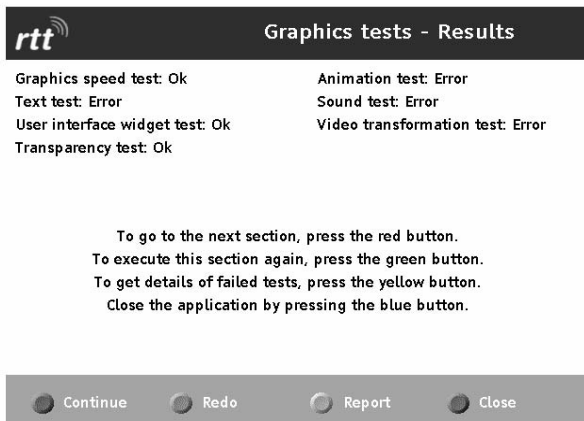 rtt
Graphics tests - Results
Graphics speed test: Ok
Text test: Error
User interface widget test: Ok
Transparency test: Ok
Animation test: Error
Sound test: Error
Video transformation test: Error
To go to the next section, press the red button.
To execute this section again, press the green button.
To get details of failed tests, press the yellow button.
Close the application by pressing the blue button.
Continue Redo Report Close